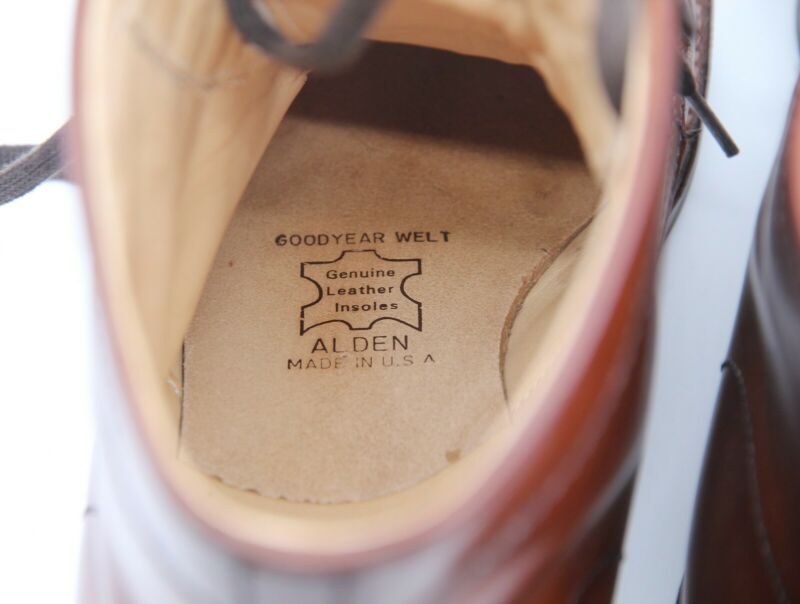 GOODYEAR WELT
Genuine
Leather
Insoles
ALDEN
MADE IN U.S A